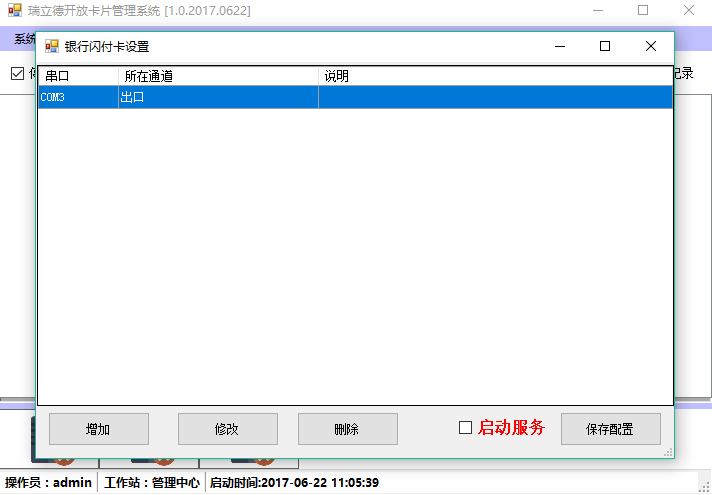 瑞立德开放卡片管理系统 [1.0.2017.0622]
系统
银行闪付卡设置
记录
串口 所在通道 说明
COM3 出口
增加 修改 删除 启动服务 保存配置
操作员：admin 工作站：管理中心 启动时间:2017-06-22 11:05:39